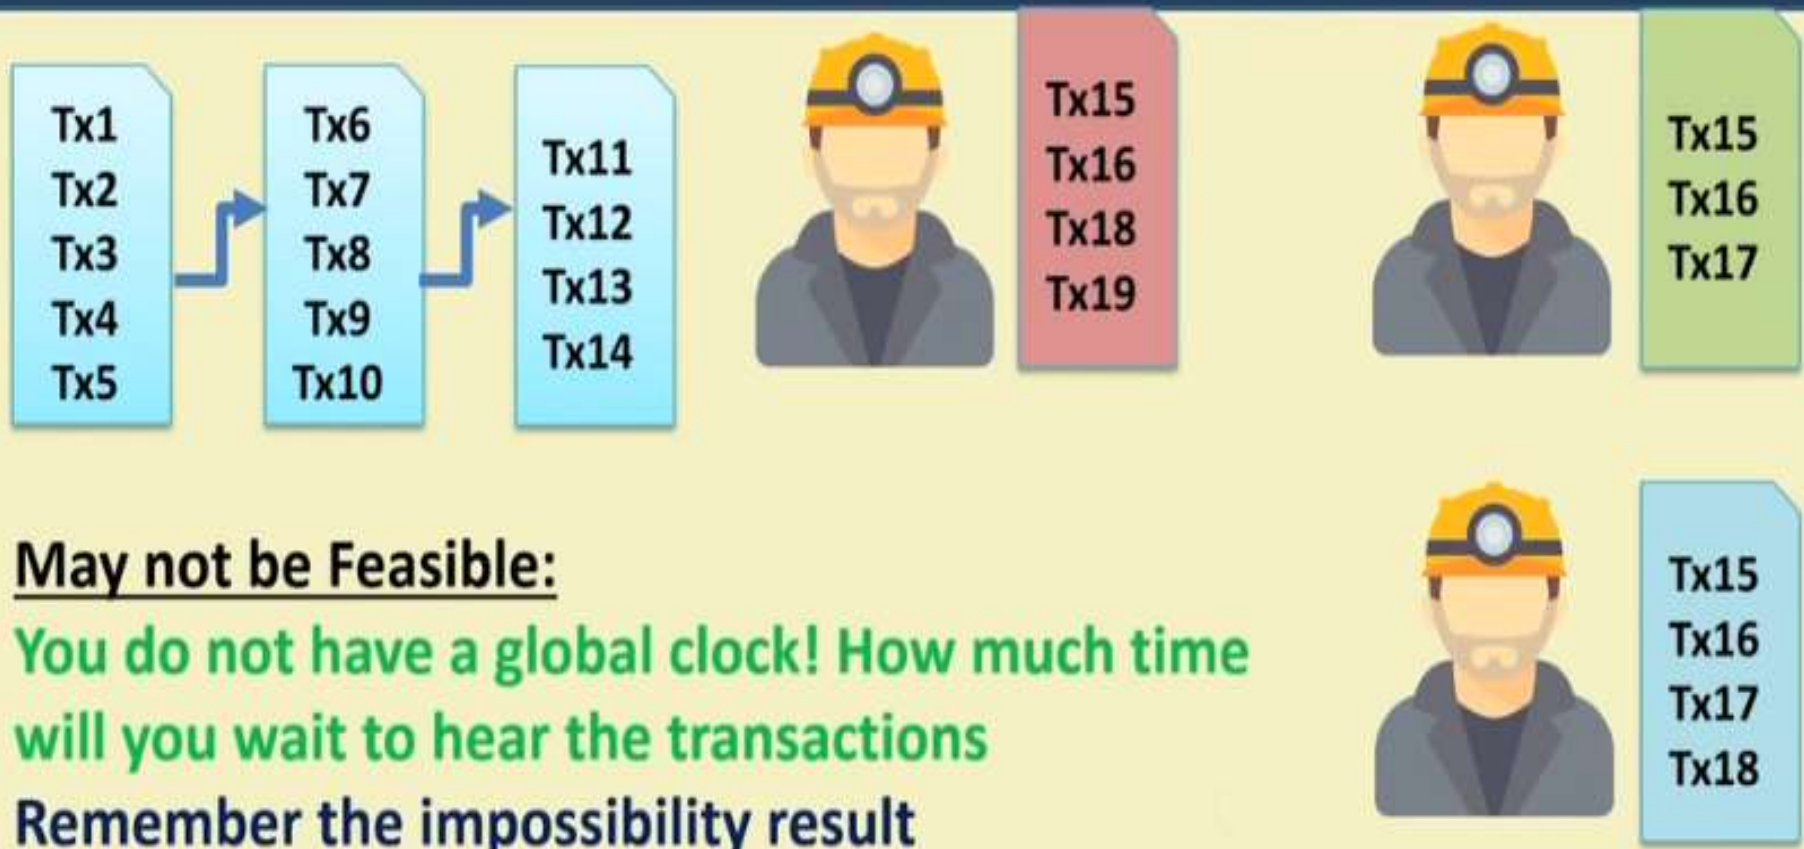 Tx1
Tx2
Tx3
Tx4
Tx5
Tx6
Tx7
Tx8
Tx9
Tx10
Tx11
Tx12
Tx13
Tx14
Tx15
Tx16
Tx18
Tx19
Tx15
Tx16
Tx17
May not be Feasible:
You do not have a global clock! How much time
will you wait to hear the transactions
Remember the impossibility result
Tx15
Tx16
Tx17
Tx18